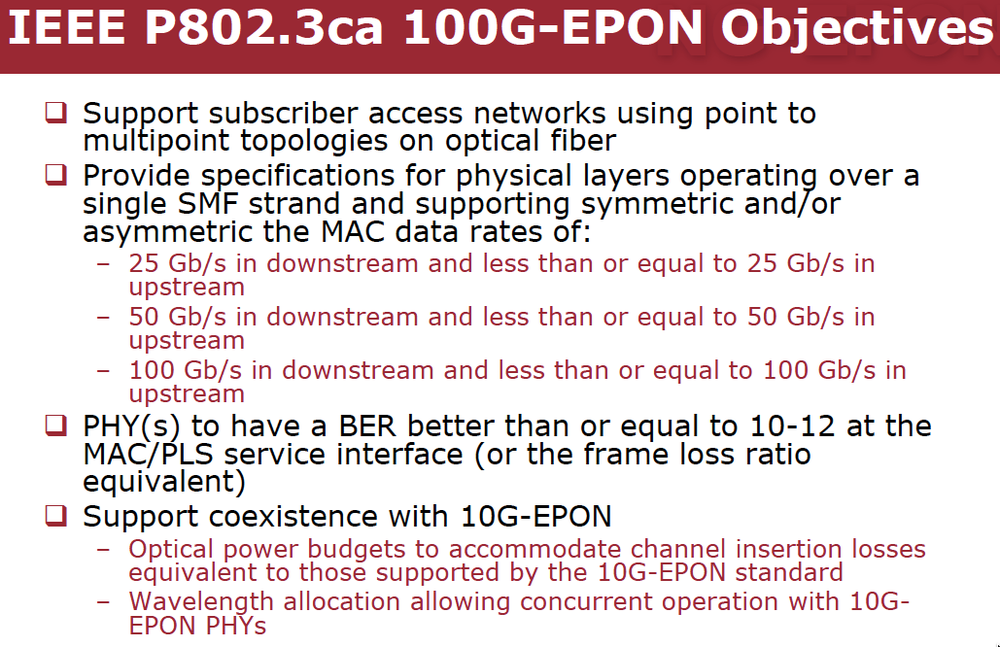 IEEE P802.3ca 100G-EPON Objectives
❑ Support subscriber access networks using point to
multipoint topologies on optical fiber
❑ Provide specifications for physical layers operating over a
single SMF strand and supporting symmetric and/or
asymmetric the MAC data rates of:
– 25 Gb/s in downstream and less than or equal to 25 Gb/s in
upstream
– 50 Gb/s in downstream and less than or equal to 50 Gb/s in
upstream
– 100 Gb/s in downstream and less than or equal to 100 Gb/s in
upstream
❑ PHY(s) to have a BER better than or equal to 10-12 at the
MAC/PLS service interface (or the frame loss ratio
equivalent)
❑ Support coexistence with 10G-EPON
– Optical power budgets to accommodate channel insertion losses
equivalent to those supported by the 10G-EPON standard
– Wavelength allocation allowing concurrent operation with 10G-
EPON PHYs